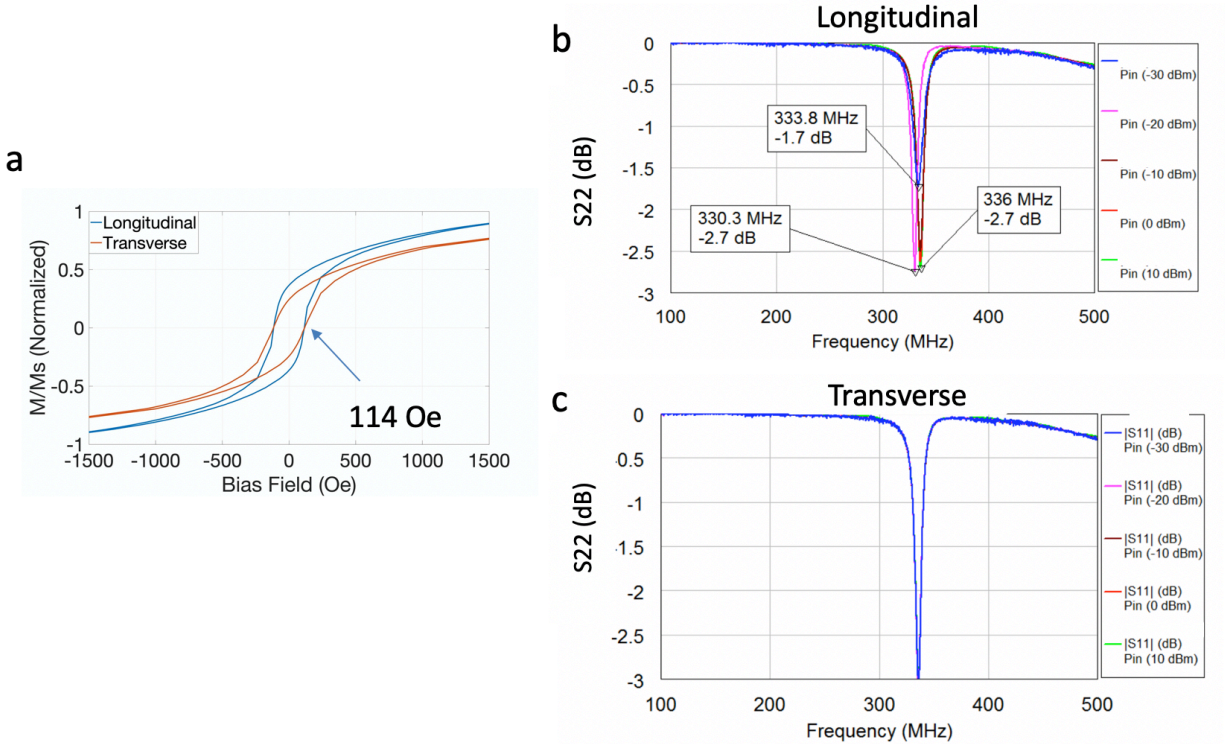 a
Longitudinal
Transverse
M/Ms (Normalized)
1
0.5
0
-0.5
-1
-1500
-1000
-500
0
500
1000
1500
Bias Field (Oe)
114 Oe
b
Longitudinal
S22 (dB)
0
-0.5
-1
-1.5
-2
-2.5
-3
100
200
300
400
500
Frequency (MHz)
333.8 MHz
-1.7 dB
330.3 MHz
-2.7 dB
336 MHz
-2.7 dB
Pin (-30 dBm)
Pin (-20 dBm)
Pin (-10 dBm)
Pin (0 dBm)
Pin (10 dBm)
c
Transverse
S22 (dB)
0
-0.5
-1
-1.5
-2
-2.5
-3
100
200
300
400
500
Frequency (MHz)
|S11| (dB)
Pin (-30 dBm)
|S11| (dB)
Pin (-20 dBm)
|S11| (dB)
Pin (-10 dBm)
|S11| (dB)
Pin (0 dBm)
|S11| (dB)
Pin (10 dBm)